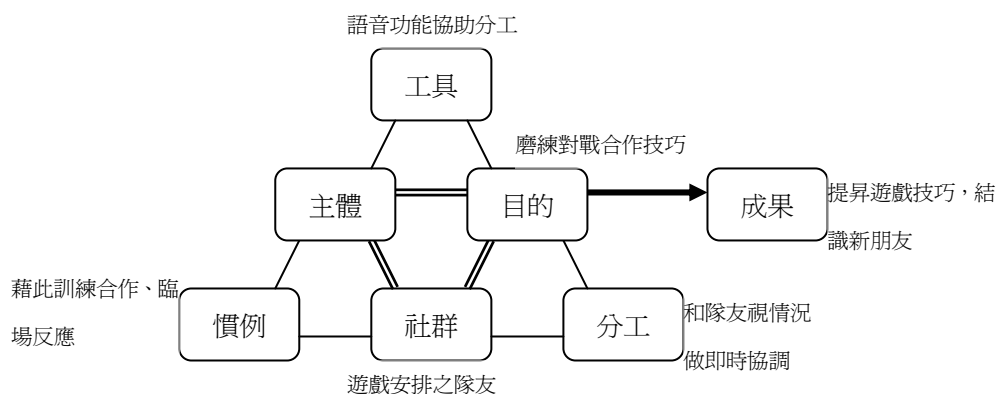 語音功能協助分工
工具
磨練對戰合作技巧
主體
目的
成果
提昇遊戲技巧，結
識新朋友
藉此訓練合作、臨
場反應
慣例
社群
分工
和隊友視情況
做即時協調
遊戲安排之隊友